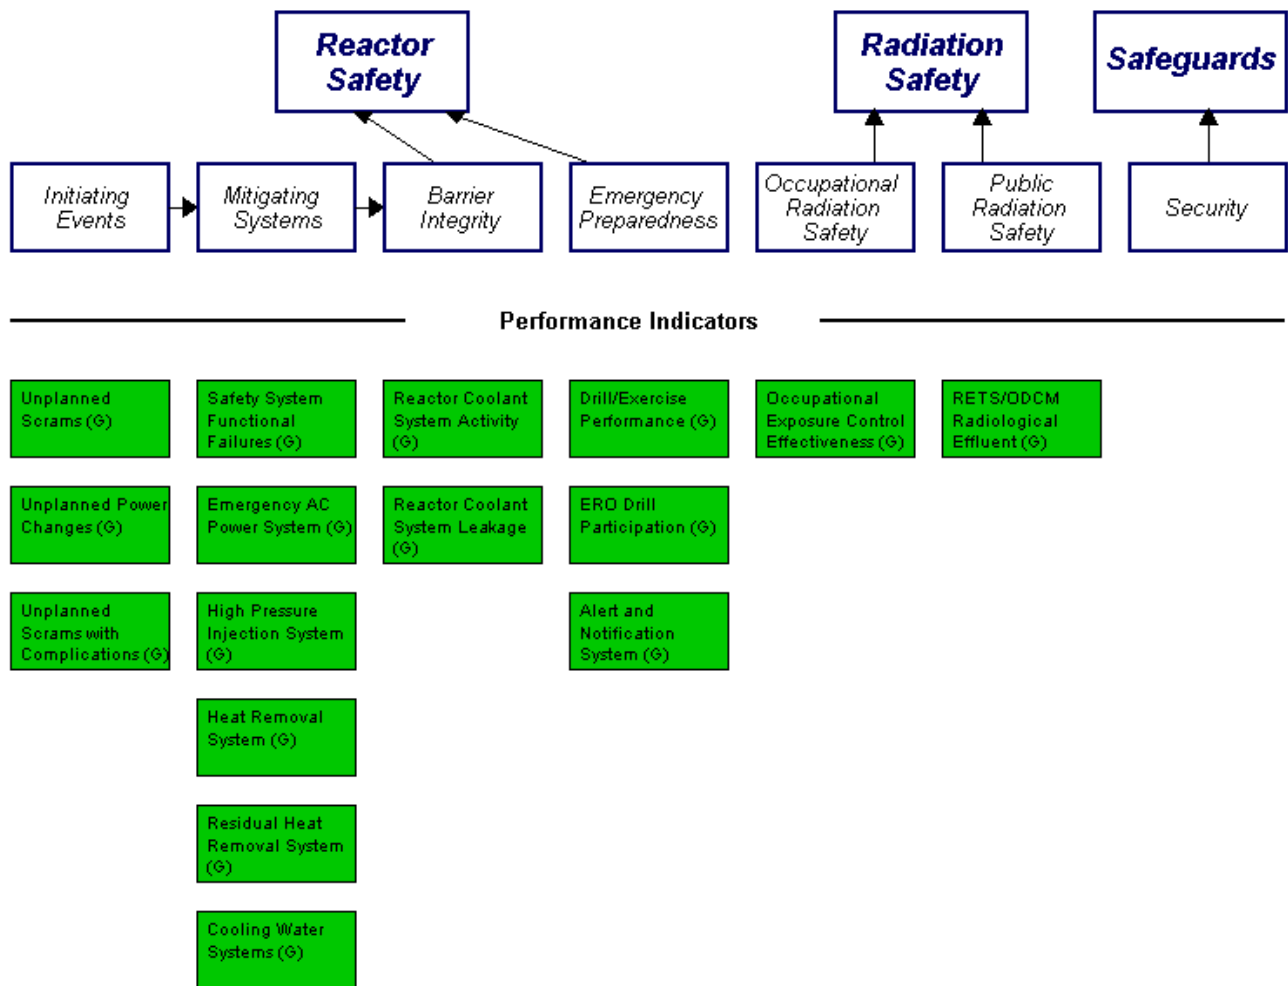 Reactor
Safety
Radiation
Safety
Safeguards
Initiating
Events
Mitigating
Systems
Barrier
Integrity
Emergency
Preparedness
Occupational
Radiation
Safety
Public
Radiation
Safety
Security
Performance Indicators
Unplanned
Scrams (G)
Safety System
Functional
Failures (G)
Reactor Coolant
System Activity
(G)
Drill/Exercise
Performance (G)
Occupational
Exposure Control
Effectiveness (G)
RETS/ODCM
Radiological
Effluent (G)
Unplanned Power
Changes (G)
Emergency AC
Power System (G)
Reactor Coolant
System Leakage
(G)
ERO Drill
Participation (G)
Unplanned
Scrams with
Complications (G)
High Pressure
Injection System
(G)
Alert and
Notification
System (G)
Heat Removal
System (G)
Residual Heat
Removal System
(G)
Cooling Water
Systems (G)